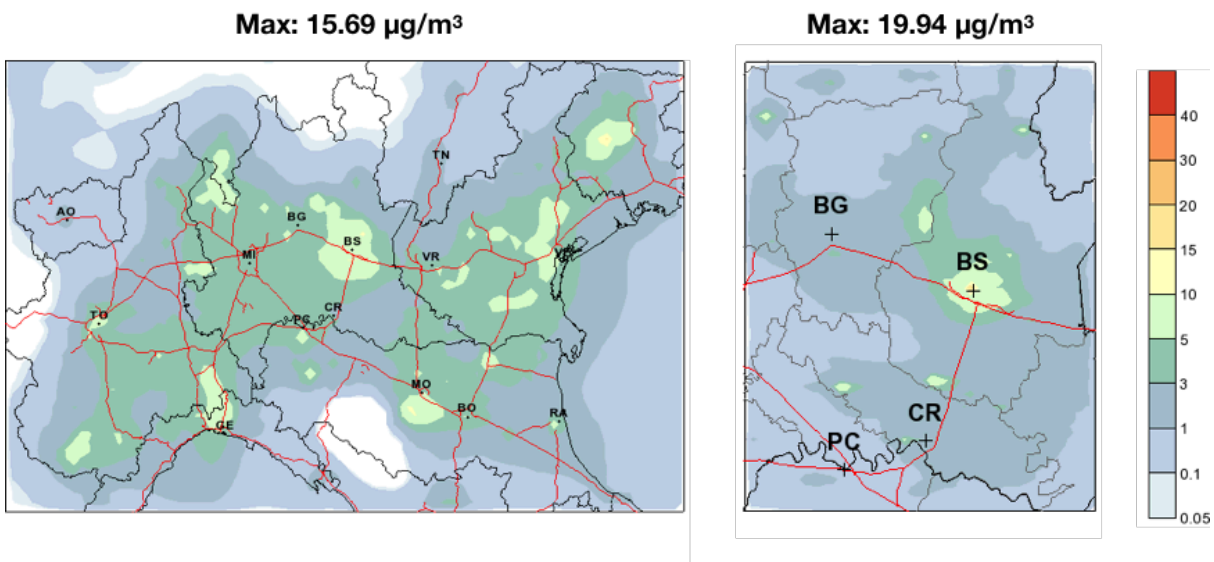 Max: 15.69 µg/m³
Max: 19.94 µg/m³
TN
AO
BG
MI
BS
VR
VE
TO
PC
CR
MO
BO
RA
GE
BG
BS
CR
PC
40
30
20
15
10
5
3
1
0.1
0.05